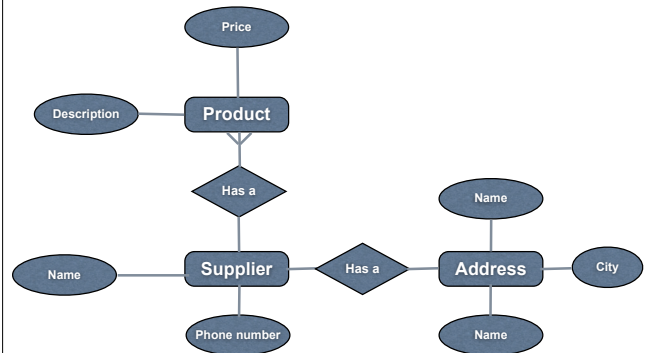 Price
Description
Product
Has a
Name
Name
Supplier
Has a
Address
City
Phone number
Name